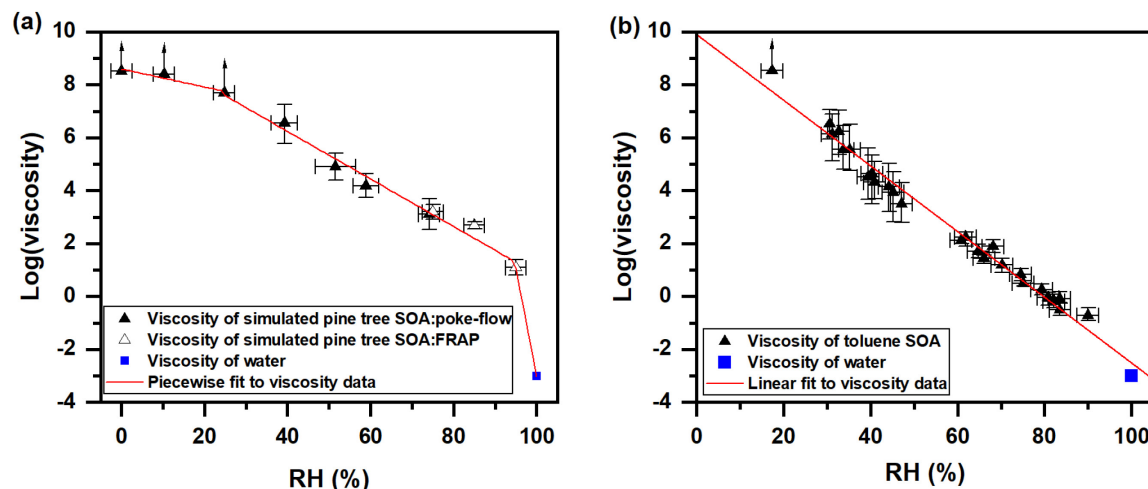 (a)
10
8
6
4
2
0
-2
-4
Log(viscosity)
Viscosity of simulated pine tree SOA:poke-flow
Viscosity of simulated pine tree SOA:FRAP
Viscosity of water
Piecewise fit to viscosity data
0 20 40 60 80 100
RH (%)
(b)
10
8
6
4
2
0
-2
-4
Log(viscosity)
Viscosity of toluene SOA
Viscosity of water
Linear fit to viscosity data
0 20 40 60 80 100
RH (%)